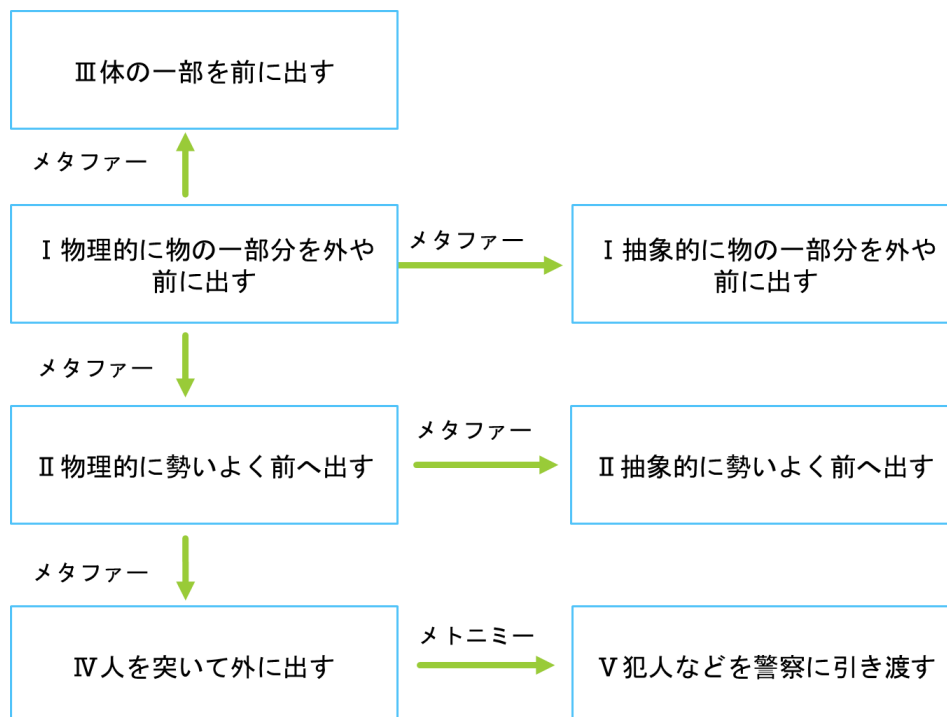 Ⅲ体の一部を前に出す
メタファー
Ⅰ物理的に物の一部分を外や
前に出す
メタファー
Ⅰ抽象的に物の一部分を外や
前に出す
メタファー
Ⅱ物理的に勢いよく前へ出す
メタファー
Ⅱ抽象的に勢いよく前へ出す
メタファー
Ⅳ人を突いて外に出す
メトニミー
Ⅴ犯人などを警察に引き渡す